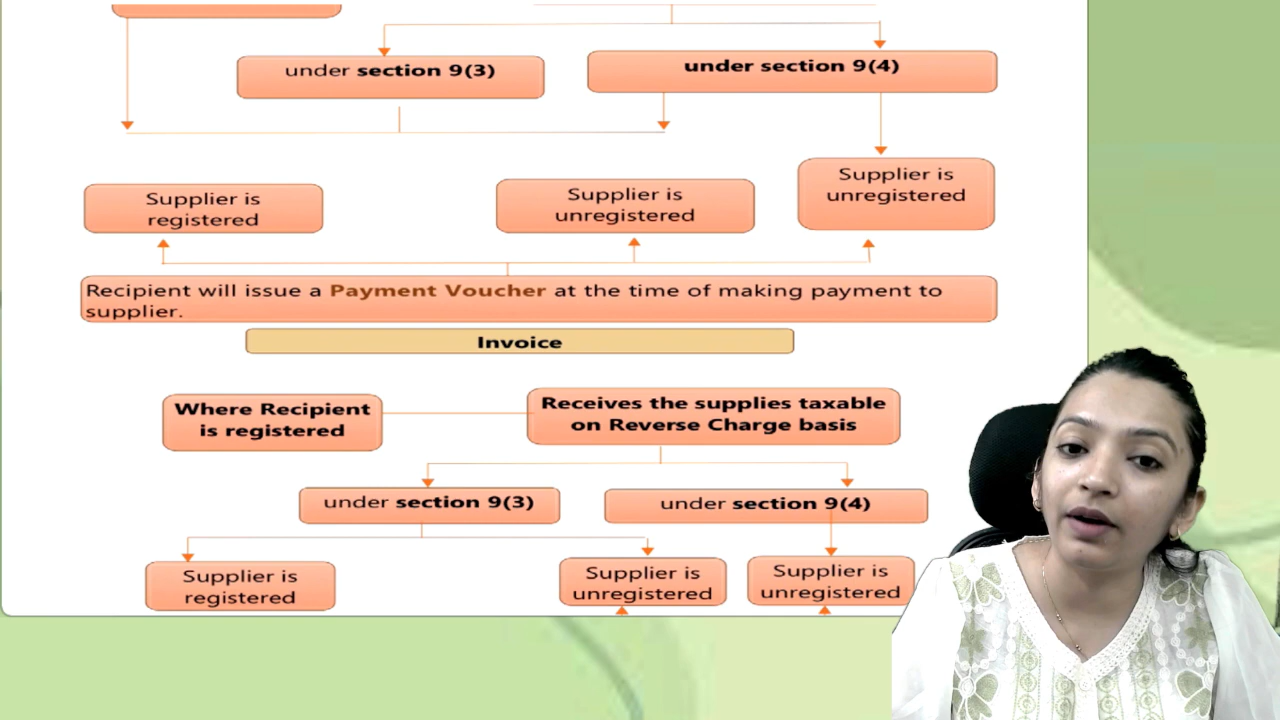 under section 9(3)
under section 9(4)
Supplier is
registered
Supplier is
unregistered
Supplier is
unregistered
Recipient will issue a Payment Voucher at the time of making payment to
supplier.
Invoice
Where Recipient
is registered
Receives the supplies taxable
on Reverse Charge basis
under section 9(3)
under section 9(4)
Supplier is
registered
Supplier is
unregistered
Supplier is
unregistered